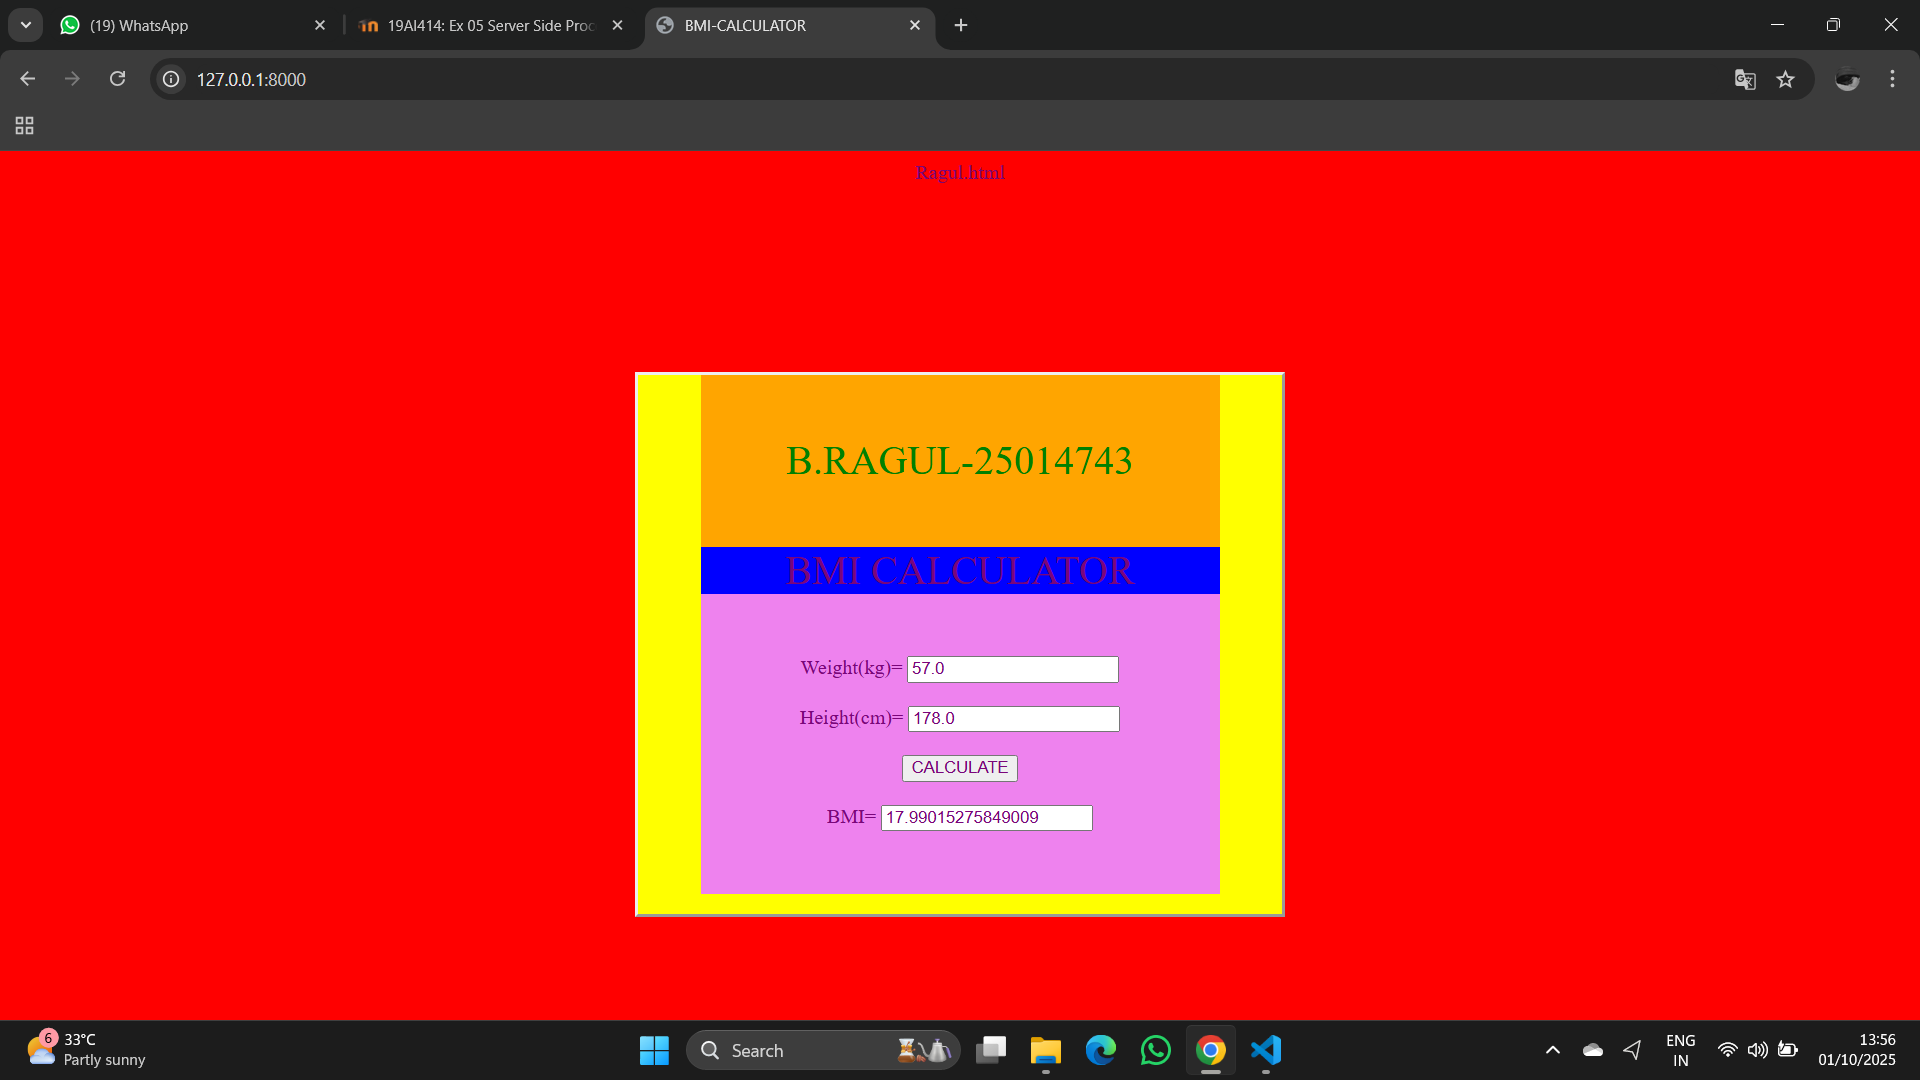 (19) WhatsApp
19AI414: Ex 05 Server Side Proc
BMI-CALCULATOR
127.0.0.1:8000
Ragul.html
B.RAGUL-25014743
BMI CALCULATOR
Weight(kg)= 57.0
Height(cm)= 178.0
CALCULATE
BMI= 17.99015275849009
6
33°C
Partly sunny
Search
ENG
IN
13:56
01/10/2025